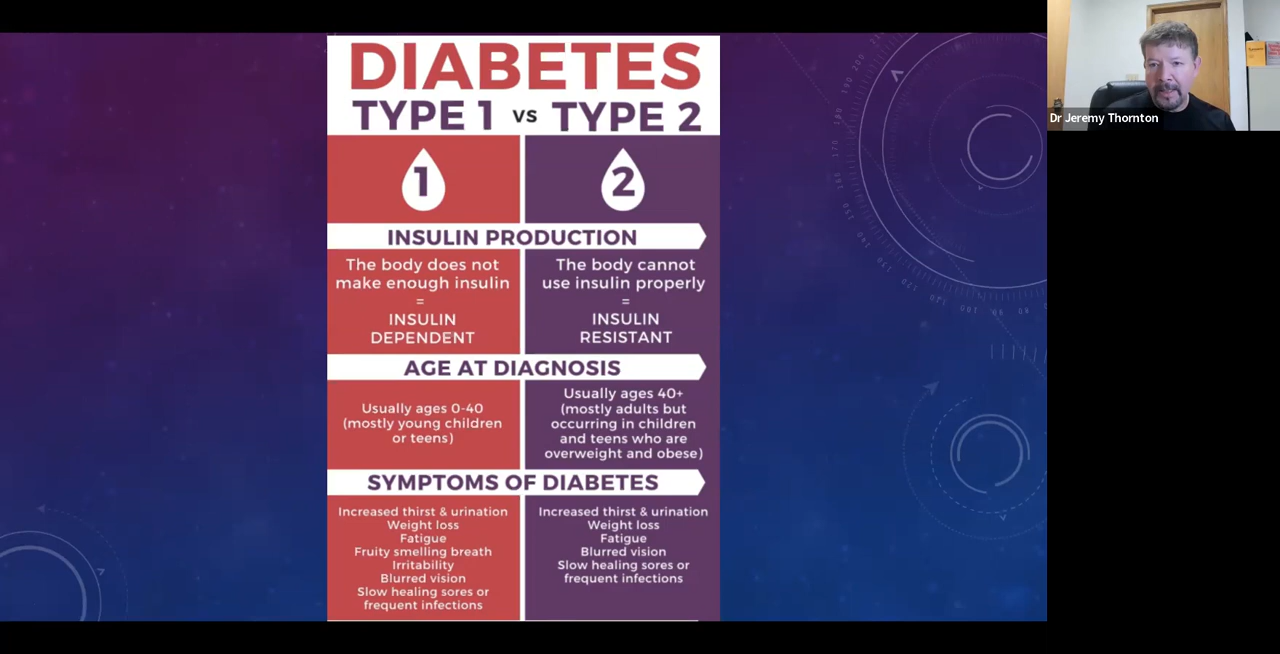 DIABETES
TYPE 1 vs TYPE 2
1
2
INSULIN PRODUCTION
The body does not
make enough insulin
=
INSULIN
DEPENDENT
The body cannot
use insulin properly
=
INSULIN
RESISTANT
AGE AT DIAGNOSIS
Usually ages 0-40
(mostly young children
or teens)
Usually ages 40+
(mostly adults but
occurring in children
and teens who are
overweight and obese)
SYMPTOMS OF DIABETES
Increased thirst & urination
Weight loss
Fatigue
Fruity smelling breath
Irritability
Blurred vision
Slow healing sores or
frequent infections
Increased thirst & urination
Weight loss
Fatigue
Blurred vision
Slow healing sores or
frequent infections
Dr Jeremy Thornton